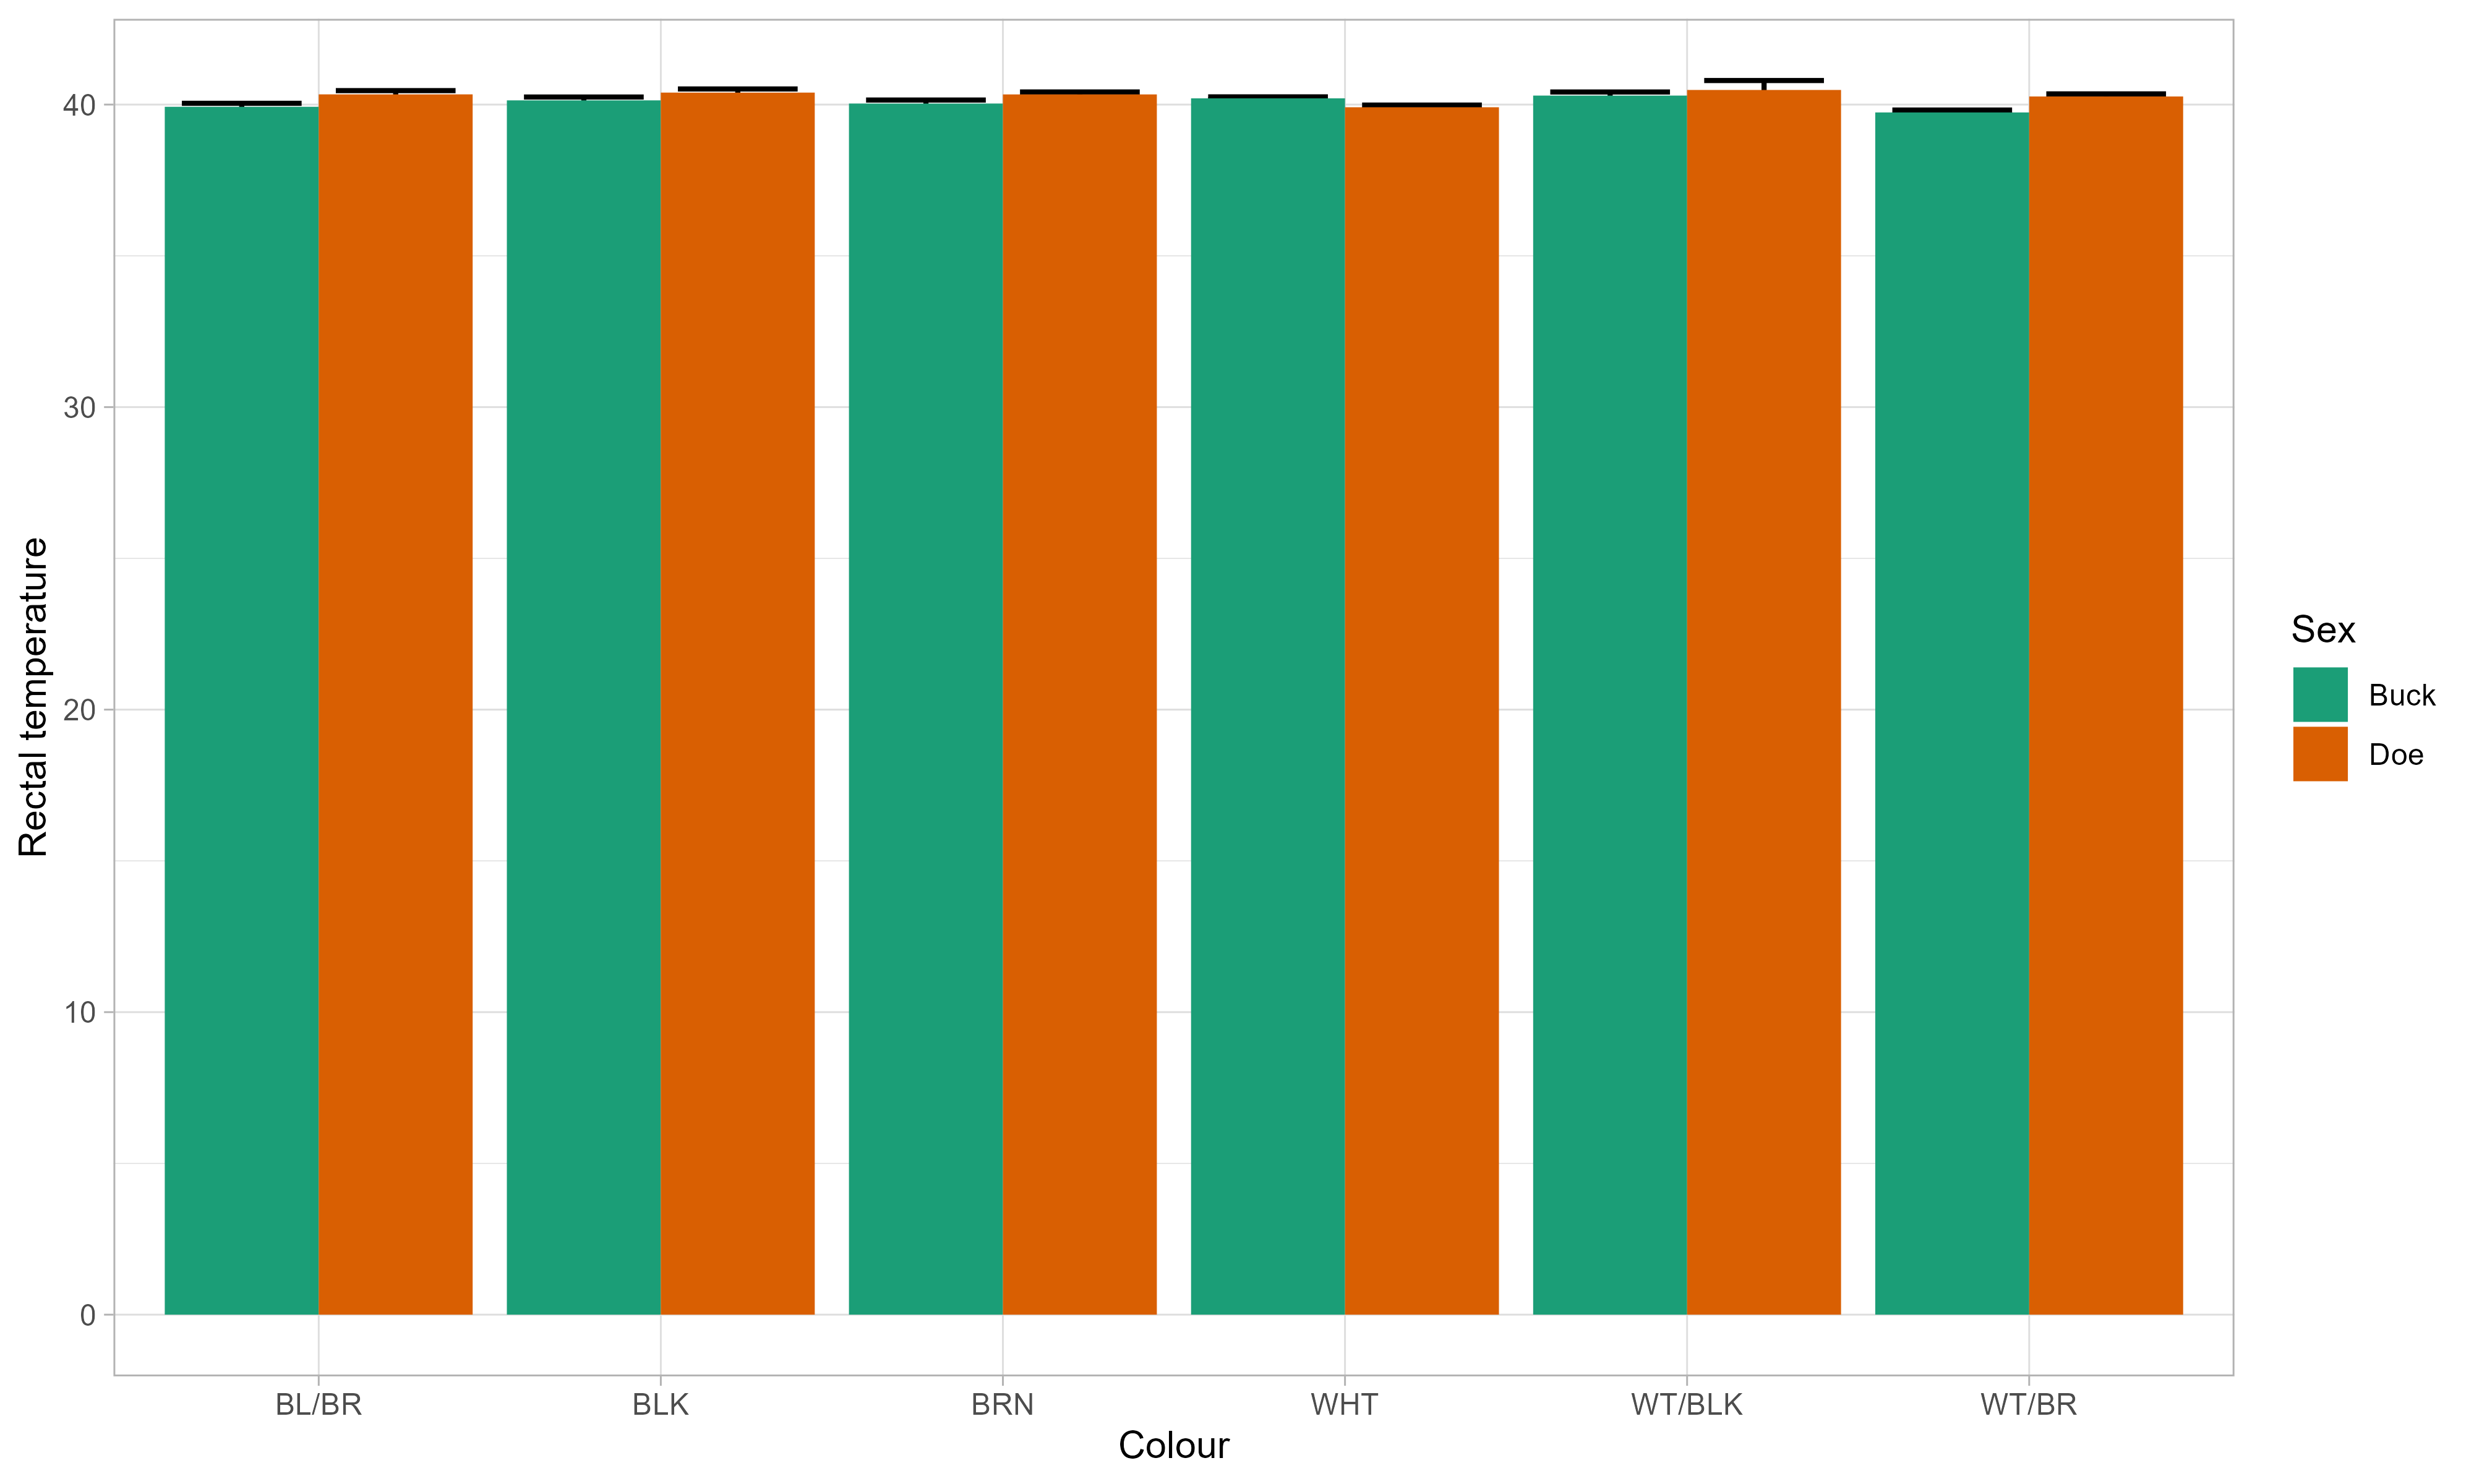 Rectal temperature
40
30
20
10
0
BL/BR
BLK
BRN
WHT
WT/BLK
WT/BR
Colour
Sex
Buck
Doe